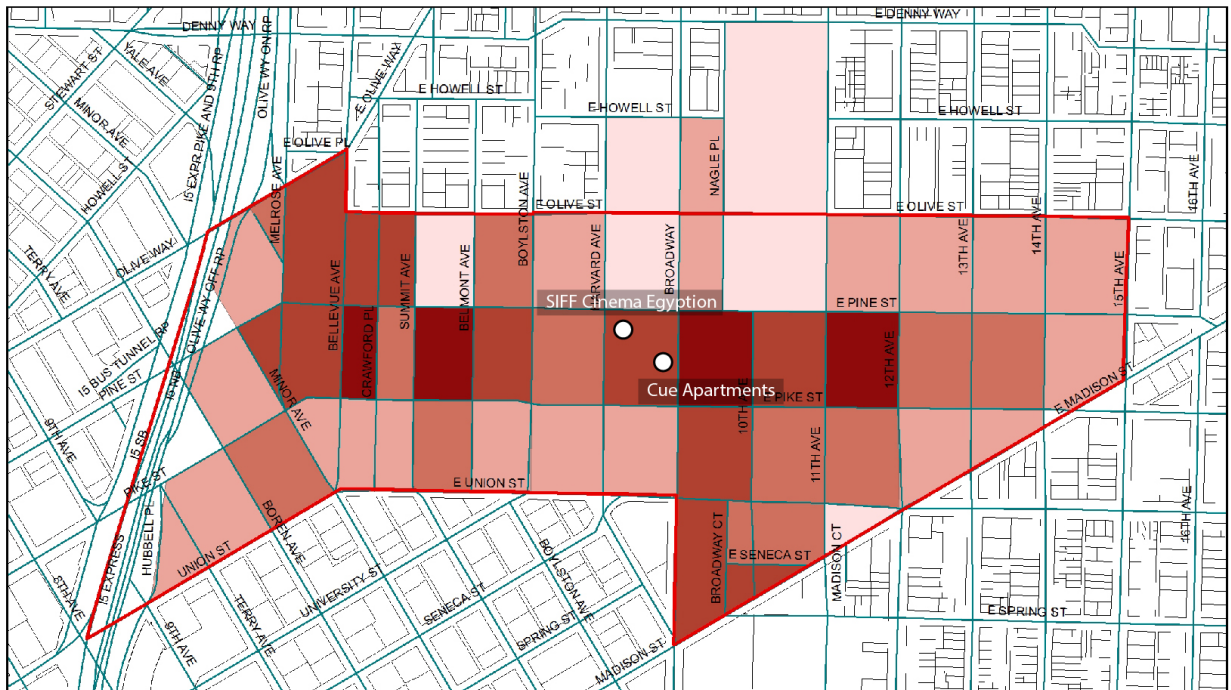 DENNY WAY
E DENNY WAY
STEWART ST
YALE AVE
MINOR AVE
HOWELL ST
I5 EXPR PIKE AND 9TH RP
OLIVE WY ON RP
E OLIVE WAY
E HOWELL ST
E HOWELL ST
E HOWELL ST
E OLIVE PL
MELROSE AVE
NAGLE PL
BOYLSTON AVE
E OLIVE ST
E OLIVE ST
16TH AVE
TERRY AVE
OLIVE WAY
OLIVE WY OFF RP
BELLEVUE AVE
SUMMIT AVE
BELMONT AVE
HARVARD AVE
BROADWAY
13TH AVE
14TH AVE
15TH AVE
SIFF Cinema Egyption
E PINE ST
I5 BUS TUNNEL RP
PINE ST
I5 RP
CRAWFORD PL
MINOR AVE
Cue Apartments
E PIKE ST
10TH AVE
12TH AVE
E MADISON ST
9TH AVE
I5 SB
PIKE ST
11TH AVE
E UNION ST
HUBBELL PL
BOREN AVE
16TH AVE
I5 EXPRESS
UNION ST
UNIVERSITY ST
BOYLSTON AVE
BROADWAY CT
E SENECA ST
MADISON CT
8TH AVE
9TH AVE
TERRY AVE
SENECA ST
SPRING ST
MADISON ST
E SPRING ST